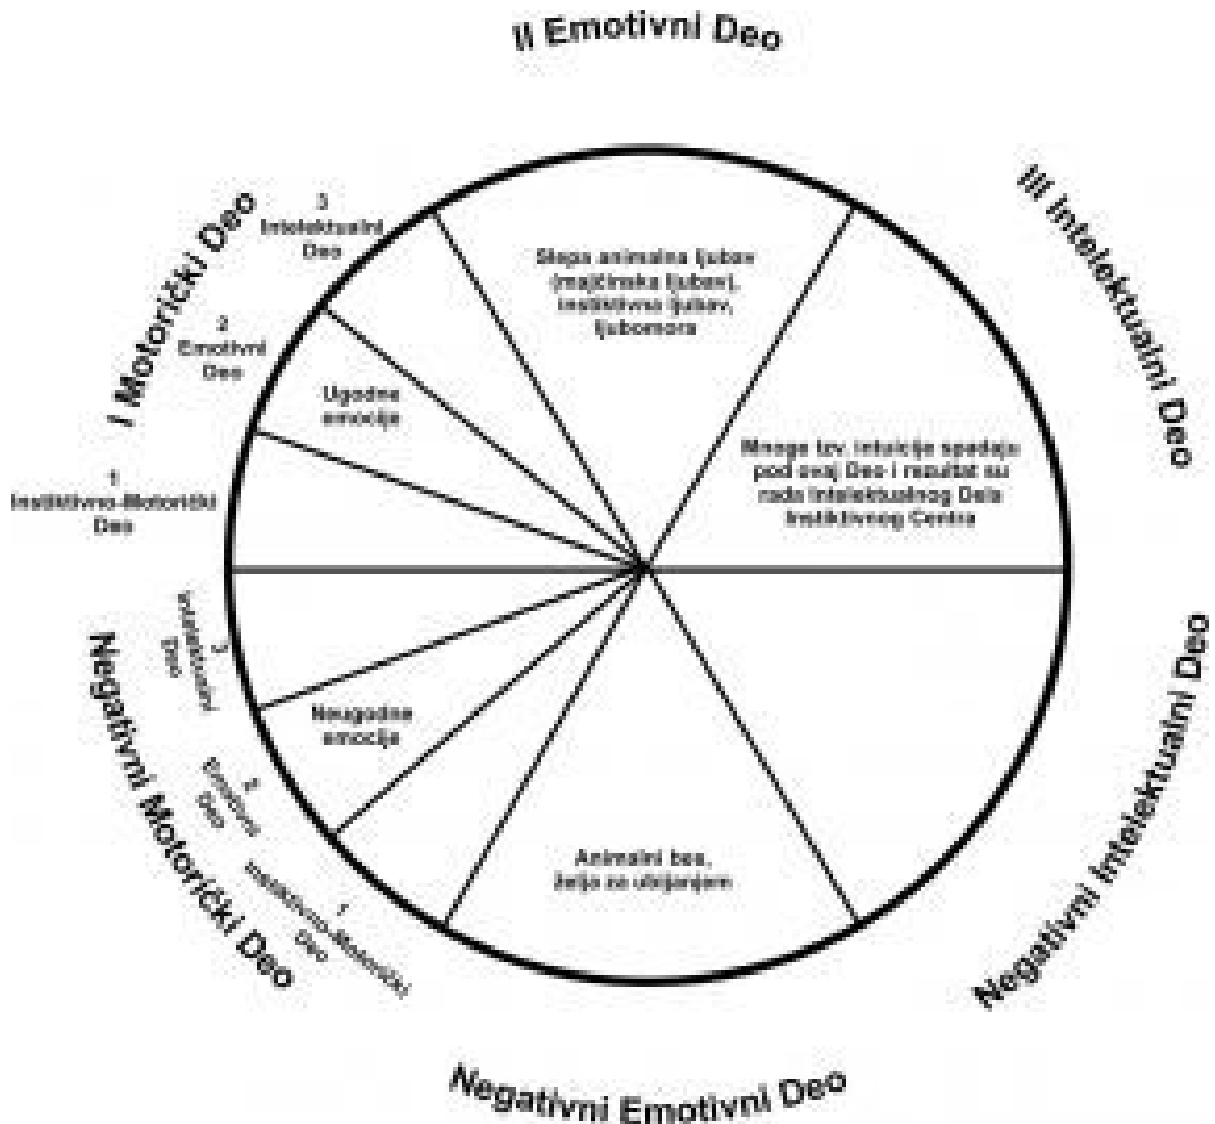 II Emotivni Deo
III Intelektualni Deo
I Motorički Deo
3
Intelektualni
Deo
2
Emotivni
Deo
1
Instiktivno-Motorički
Deo
Slepa animalna ljubav
(majčinska ljubav),
instiktivna ljubav,
ljubomora
Ugodne
emocije
Mnoge tzv. intuicije spadaju
pod ovaj Deo i rezultat su
rada Intelektualnog Dela
Instiktivnog Centra
3
Intelektualni
Deo
Negativni Motorički Deo
Neugodne
emocije
2
Emotivni
Deo
1
Instiktivno-Motorički
Deo
Animalni bes,
želja za ubijanjem
Negativni Intelektualni Deo
Negativni Emotivni Deo